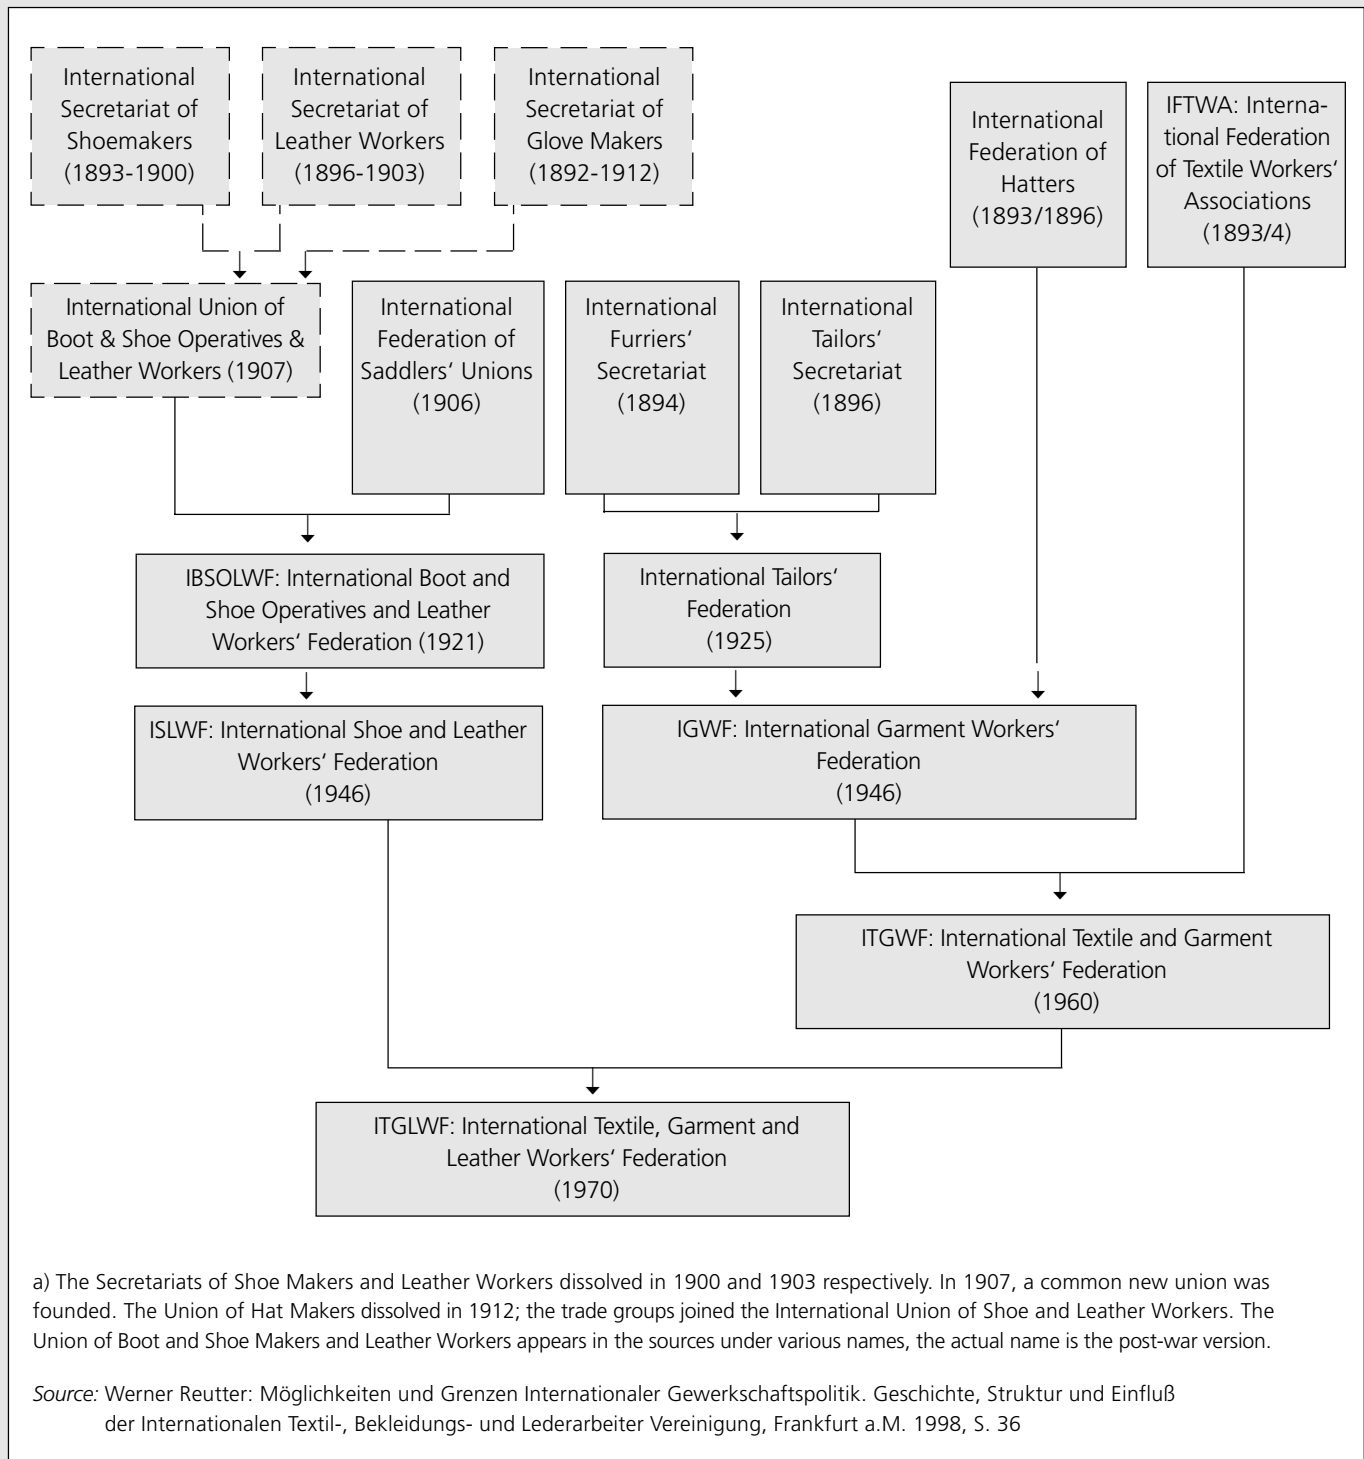 International
Secretariat of
Shoemakers
(1893-1900)
International
Secretariat of
Leather Workers
(1896-1903)
International
Secretariat of
Glove Makers
(1892-1912)
International
Federation of
Hatters
(1893/1896)
IFTWA: Interna-
tional Federation
of Textile Workers‘
Associations
(1893/4)
International Union of
Boot & Shoe Operatives &
Leather Workers (1907)
International
Federation of
Saddlers‘ Unions
(1906)
International
Furriers‘
Secretariat
(1894)
International
Tailors‘
Secretariat
(1896)
IBSOLWF: International Boot and
Shoe Operatives and Leather
Workers‘ Federation (1921)
International Tailors‘
Federation
(1925)
ISLWF: International Shoe and Leather
Workers‘ Federation
(1946)
IGWF: International Garment Workers‘
Federation
(1946)
ITGWF: International Textile and Garment
Workers‘ Federation
(1960)
ITGLWF: International Textile, Garment and
Leather Workers‘ Federation
(1970)
a) The Secretariats of Shoe Makers and Leather Workers dissolved in 1900 and 1903 respectively. In 1907, a common new union was
founded. The Union of Hat Makers dissolved in 1912; the trade groups joined the International Union of Shoe and Leather Workers. The
Union of Boot and Shoe Makers and Leather Workers appears in the sources under various names, the actual name is the post-war version.
Source: Werner Reutter: Möglichkeiten und Grenzen Internationaler Gewerkschaftspolitik. Geschichte, Struktur und Einfluß
der Internationalen Textil-, Bekleidungs- und Lederarbeiter Vereinigung, Frankfurt a.M. 1998, S. 36